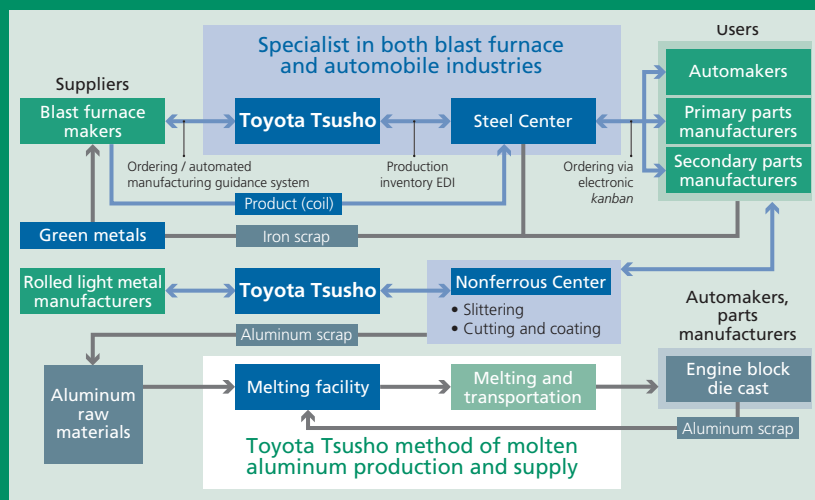 Specialist in both blast furnace
and automobile industries
Users
Suppliers
Blast furnace
makers
Toyota Tsusho
Steel Center
Automakers
Primary parts
manufacturers
Secondary parts
manufacturers
Ordering / automated
manufacturing guidance system
Production
inventory EDI
Ordering via
electronic
kanban
Product (coil)
Green metals
Iron scrap
Rolled light metal
manufacturers
Toyota Tsusho
Nonferrous Center
• Slittering
• Cutting and coating
Automakers,
parts
manufacturers
Aluminum scrap
Aluminum
raw
materials
Melting facility
Melting and
transportation
Engine block
die cast
Aluminum scrap
Toyota Tsusho method of molten
aluminum production and supply